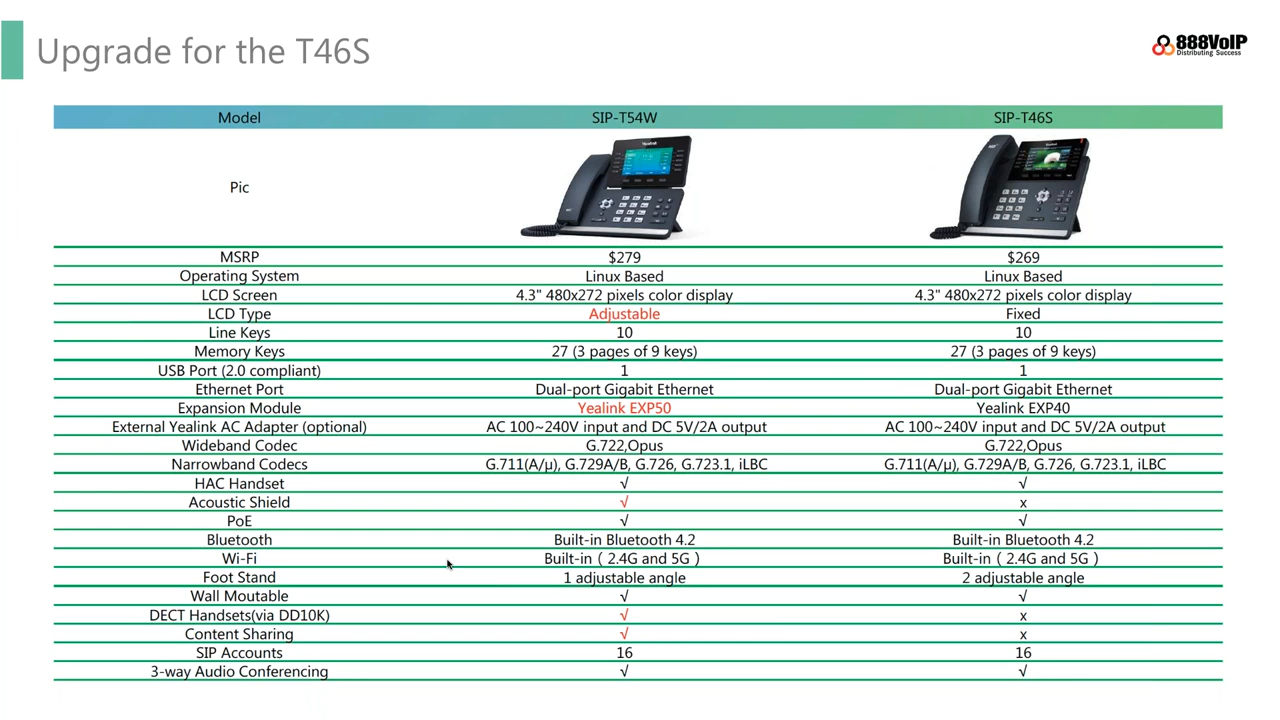 Upgrade for the T46S
888VoIP
Distributing Success
Model SIP-T54W SIP-T46S
Pic
MSRP $279 $269
Operating System Linux Based Linux Based
LCD Screen 4.3" 480x272 pixels color display 4.3" 480x272 pixels color display
LCD Type Adjustable Fixed
Line Keys 10 10
Memory Keys 27 (3 pages of 9 keys) 27 (3 pages of 9 keys)
USB Port (2.0 compliant) 1 1
Ethernet Port Dual-port Gigabit Ethernet Dual-port Gigabit Ethernet
Expansion Module Yealink EXP50 Yealink EXP40
External Yealink AC Adapter (optional) AC 100~240V input and DC 5V/2A output AC 100~240V input and DC 5V/2A output
Wideband Codec G.722,Opus G.722,Opus
Narrowband Codecs G.711(A/μ), G.729A/B, G.726, G.723.1, iLBC G.711(A/μ), G.729A/B, G.726, G.723.1, iLBC
HAC Handset √ √
Acoustic Shield √ x
PoE √ √
Bluetooth Built-in Bluetooth 4.2 Built-in Bluetooth 4.2
Wi-Fi Built-in（2.4G and 5G） Built-in（2.4G and 5G）
Foot Stand 1 adjustable angle 2 adjustable angle
Wall Moutable √ √
DECT Handsets(via DD10K) √ x
Content Sharing √ x
SIP Accounts 16 16
3-way Audio Conferencing √ √